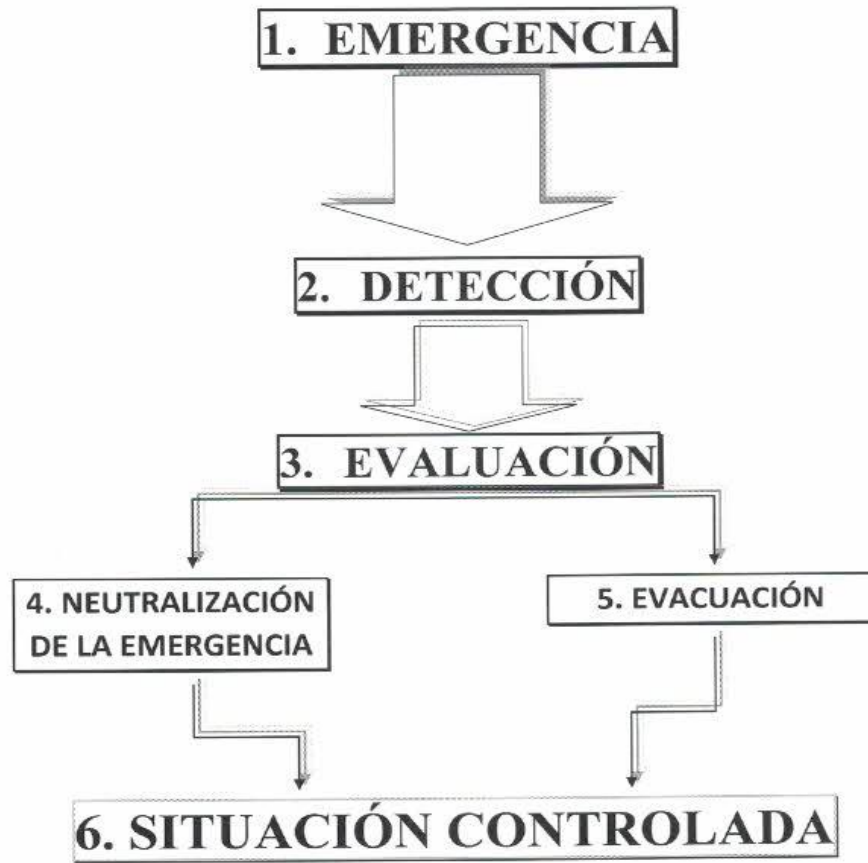 1. EMERGENCIA
2. DETECCIÓN
3. EVALUACIÓN
4. NEUTRALIZACIÓN
DE LA EMERGENCIA
5. EVACUACIÓN
6. SITUACIÓN CONTROLADA